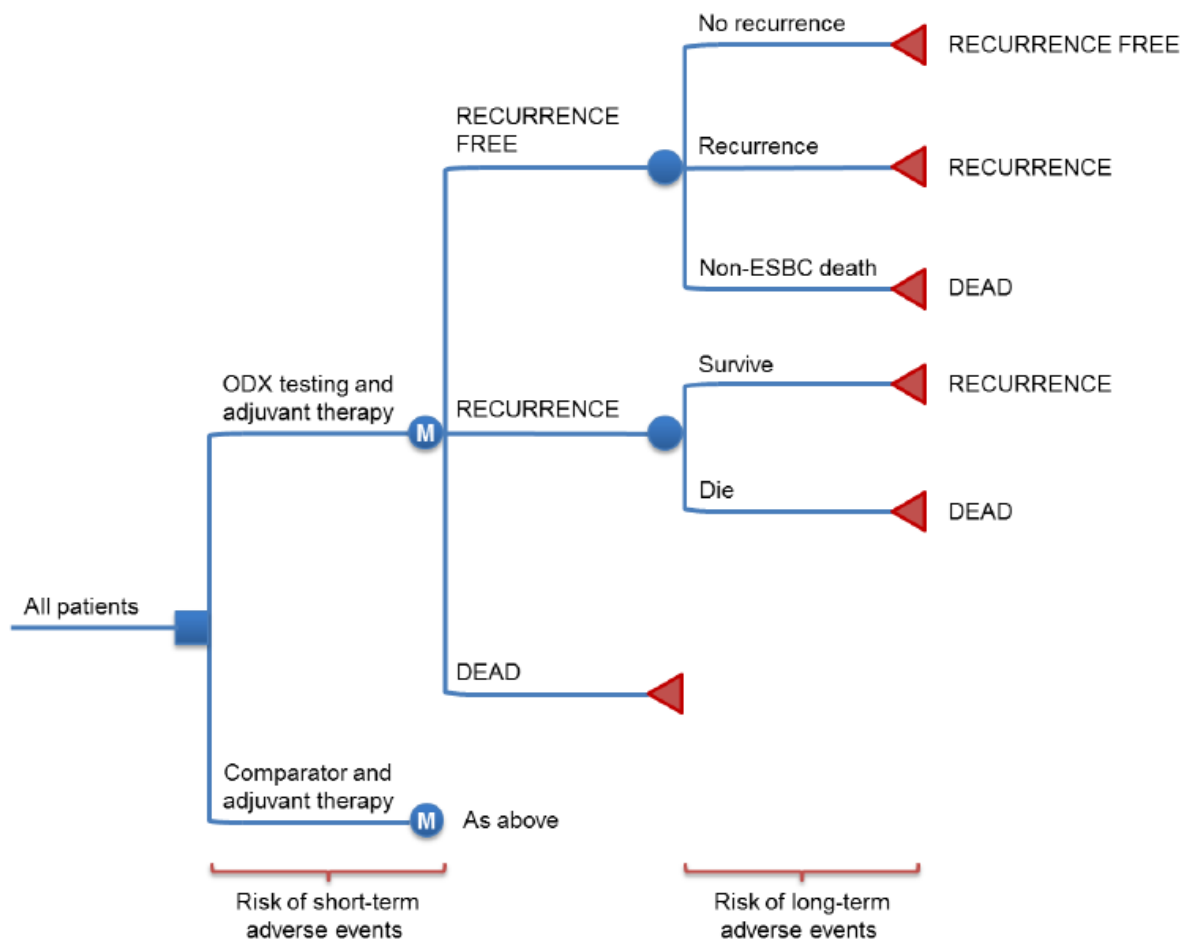 No recurrence
RECURRENCE FREE
RECURRENCE
FREE
Recurrence
RECURRENCE
Non-ESBC death
DEAD
ODX testing and
adjuvant therapy
M
RECURRENCE
Survive
RECURRENCE
Die
DEAD
All patients
DEAD
Comparator and
adjuvant therapy
M
As above
Risk of short-term
adverse events
Risk of long-term
adverse events